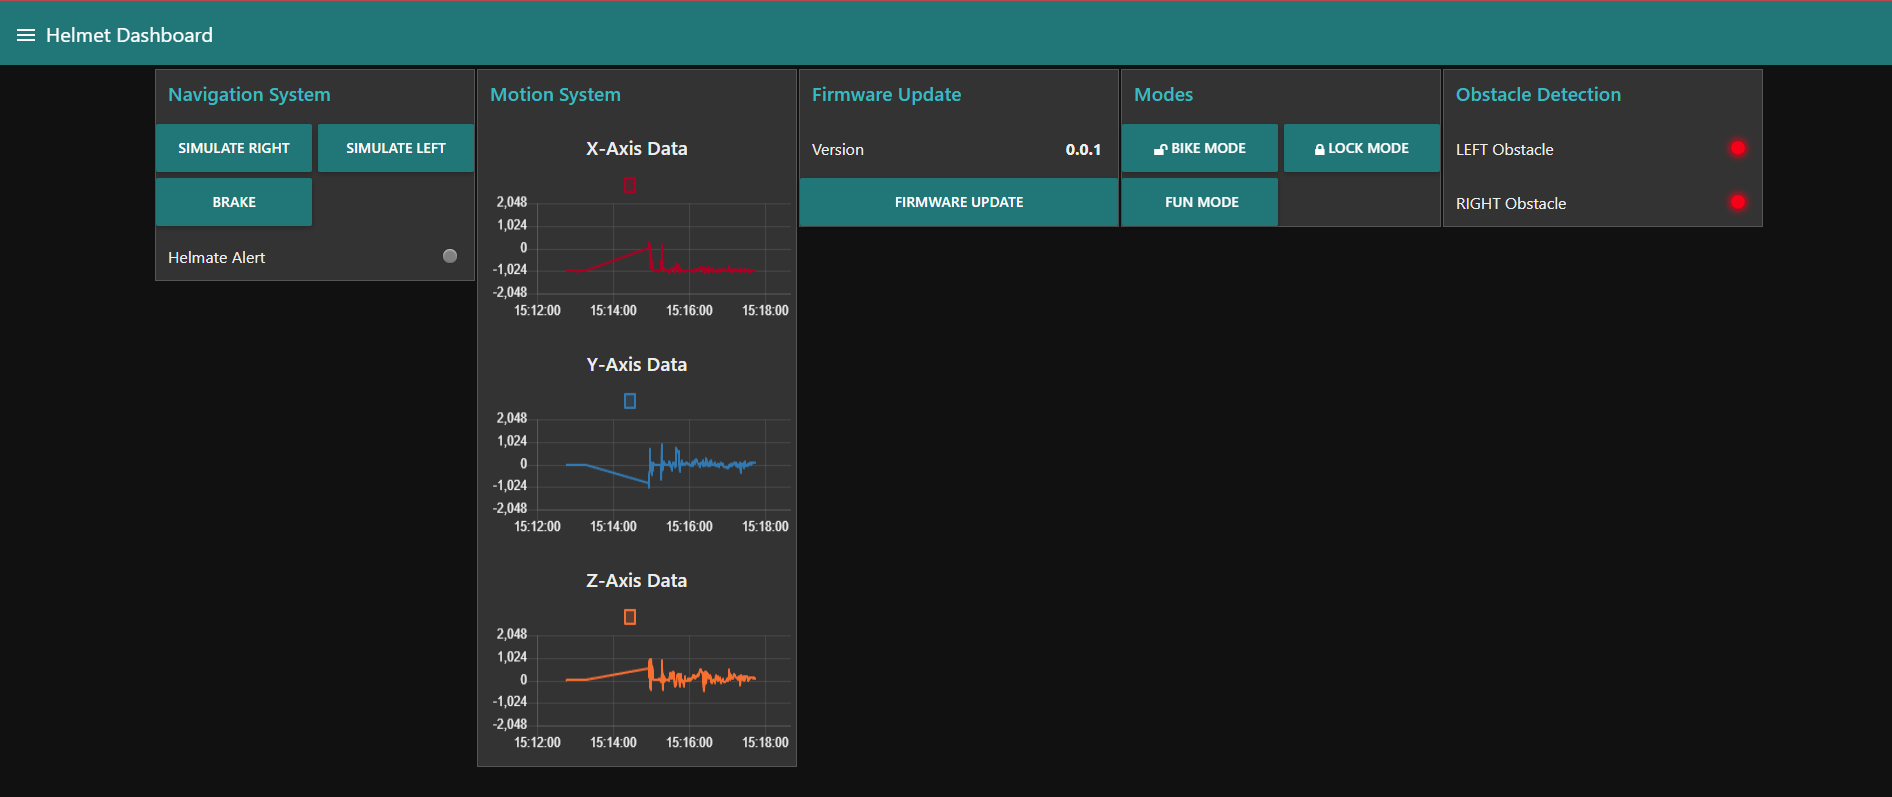 Helmet Dashboard
Navigation System
SIMULATE RIGHT
SIMULATE LEFT
BRAKE
Helmate Alert
Motion System
X-Axis Data
2,048
1,024
0
-1,024
-2,048
15:12:00 15:14:00 15:16:00 15:18:00
Y-Axis Data
2,048
1,024
0
-1,024
-2,048
15:12:00 15:14:00 15:16:00 15:18:00
Z-Axis Data
2,048
1,024
0
-1,024
-2,048
15:12:00 15:14:00 15:16:00 15:18:00
Firmware Update
Version 0.0.1
FIRMWARE UPDATE
Modes
BIKE MODE
LOCK MODE
FUN MODE
Obstacle Detection
LEFT Obstacle
RIGHT Obstacle